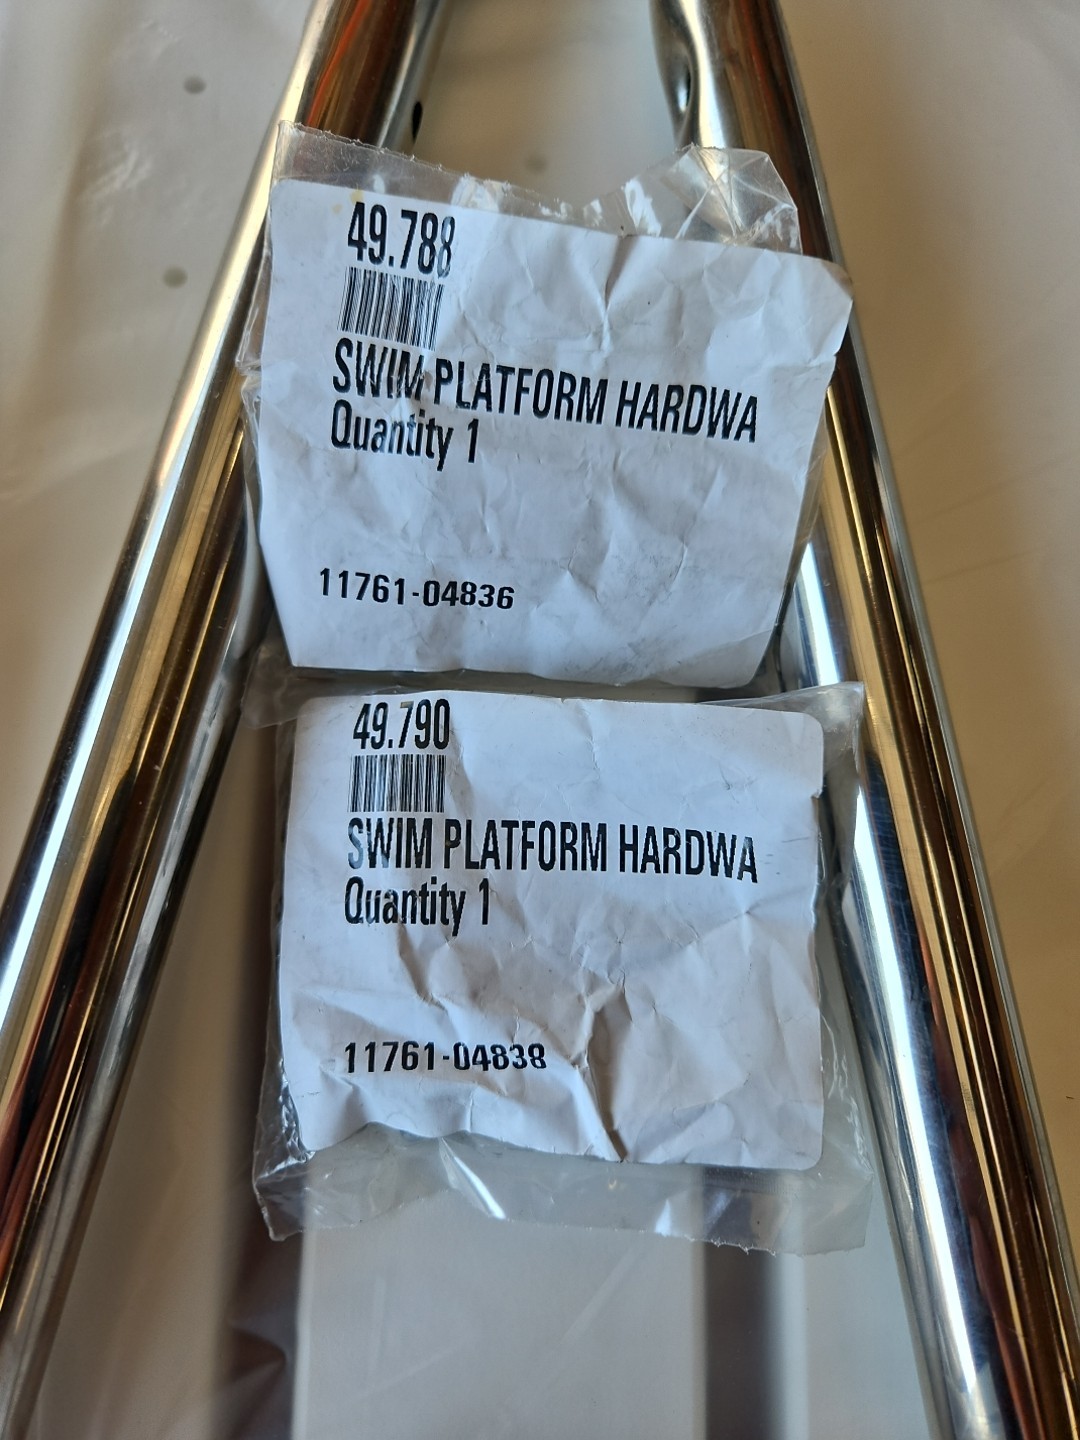 49.788
SWIM PLATFORM HARDWA
Quantity 1
11761-04836
49.790
SWIM PLATFORM HARDWA
Quantity 1
11761-04838